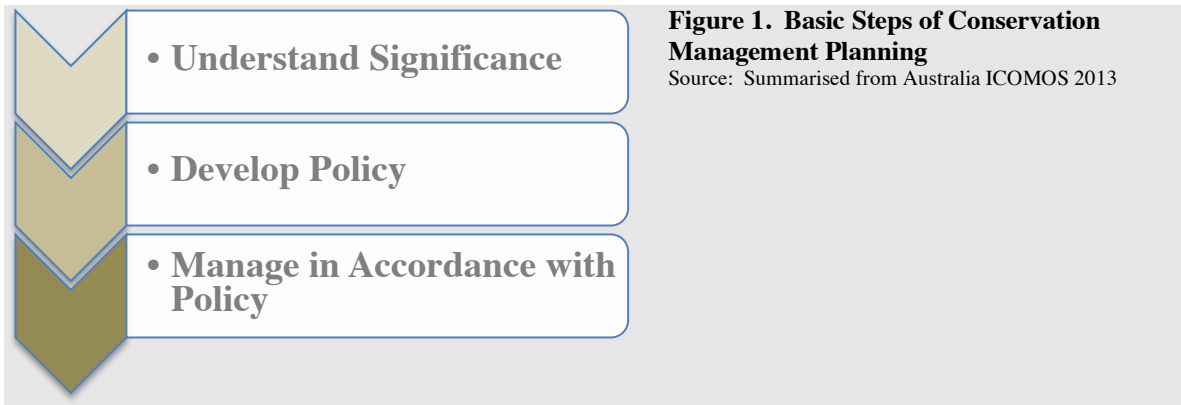 • Understand Significance
• Develop Policy
• Manage in Accordance with
Policy
Figure 1.  Basic Steps of Conservation
Management Planning
Source:  Summarised from Australia ICOMOS 2013